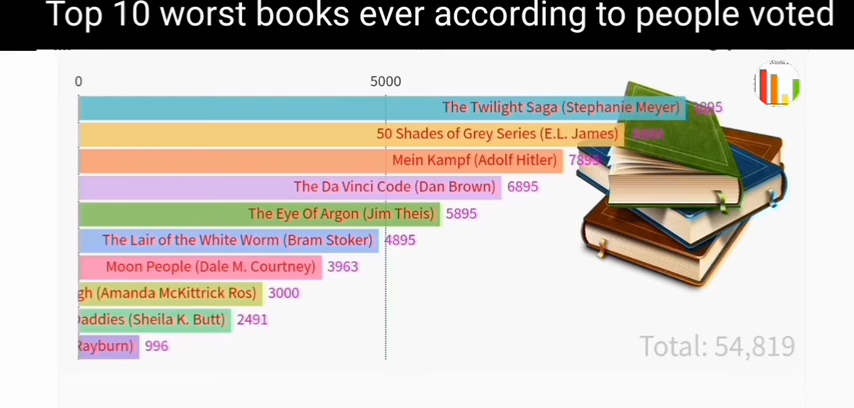 Top 10 worst books ever according to people voted
0 5000
The Twilight Saga (Stephanie Meyer)
50 Shades of Grey Series (E.L. James)
Mein Kampf (Adolf Hitler) 7895
The Da Vinci Code (Dan Brown) 6895
The Eye Of Argon (Jim Theis) 5895
The Lair of the White Worm (Bram Stoker) 4895
Moon People (Dale M. Courtney) 3963
gh (Amanda McKittrick Ros) 3000
Daddies (Sheila K. Butt) 2491
Rayburn) 996
Total: 54,819